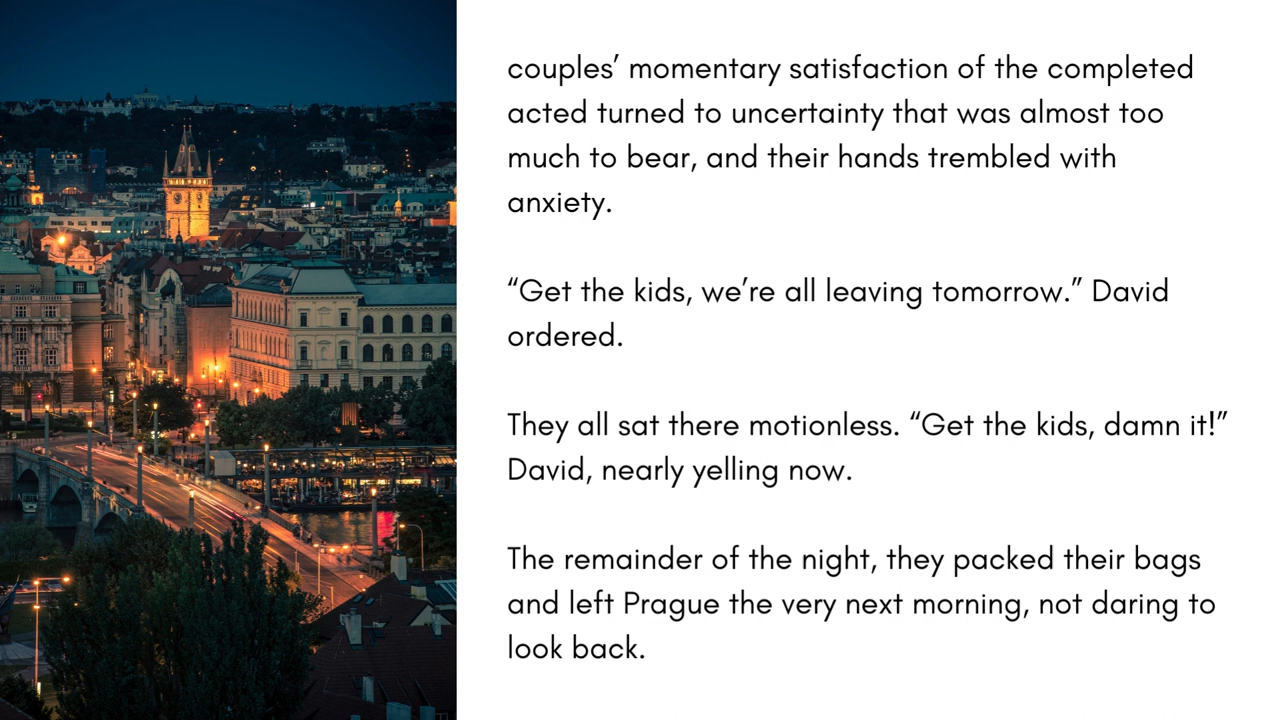 couples’ momentary satisfaction of the completed
acted turned to uncertainty that was almost too
much to bear, and their hands trembled with
anxiety.
“Get the kids, we’re all leaving tomorrow.” David
ordered.
They all sat there motionless. “Get the kids, damn it!”
David, nearly yelling now.
The remainder of the night, they packed their bags
and left Prague the very next morning, not daring to
look back.